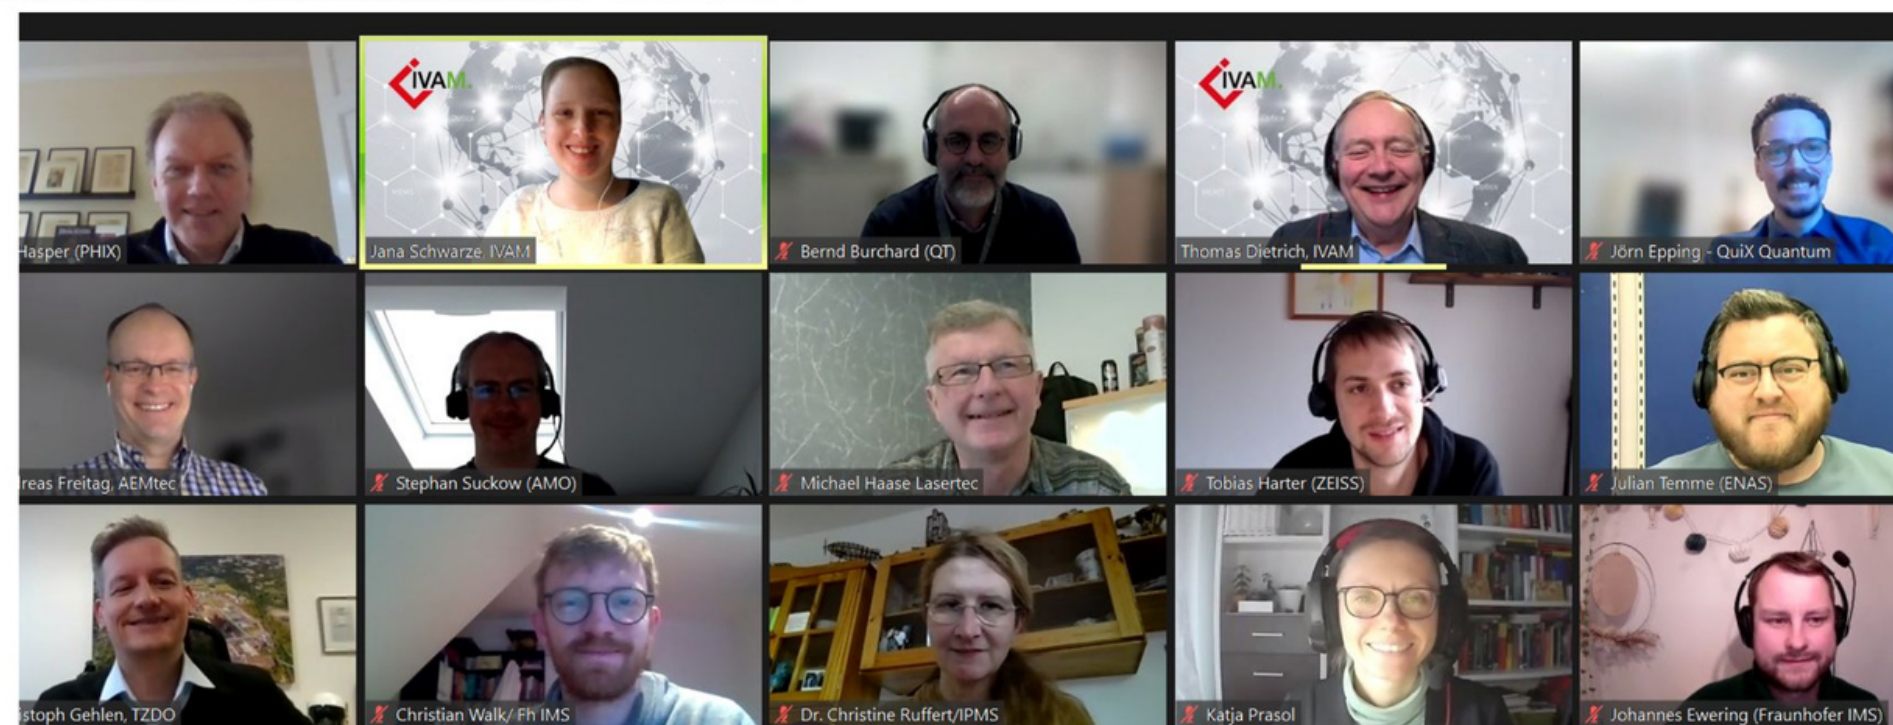 IVAM.
IVAM.
Hasper (PHIX)
Jana Schwarze, IVAM
Bernd Burchard (QT)
Thomas Dietrich, IVAM
Jörn Epping - QuiX Quantum
reas Freitag, AEMtec
Stephan Suckow (AMO)
Michael Haase Lasertec
Tobias Harter (ZEISS)
Julian Temme (ENAS)
istoph Gehlen, TZDO
Christian Walk/ Fh IMS
Dr. Christine Ruffert/IPMS
Katja Prasol
Johannes Ewering (Fraunhofer IMS)